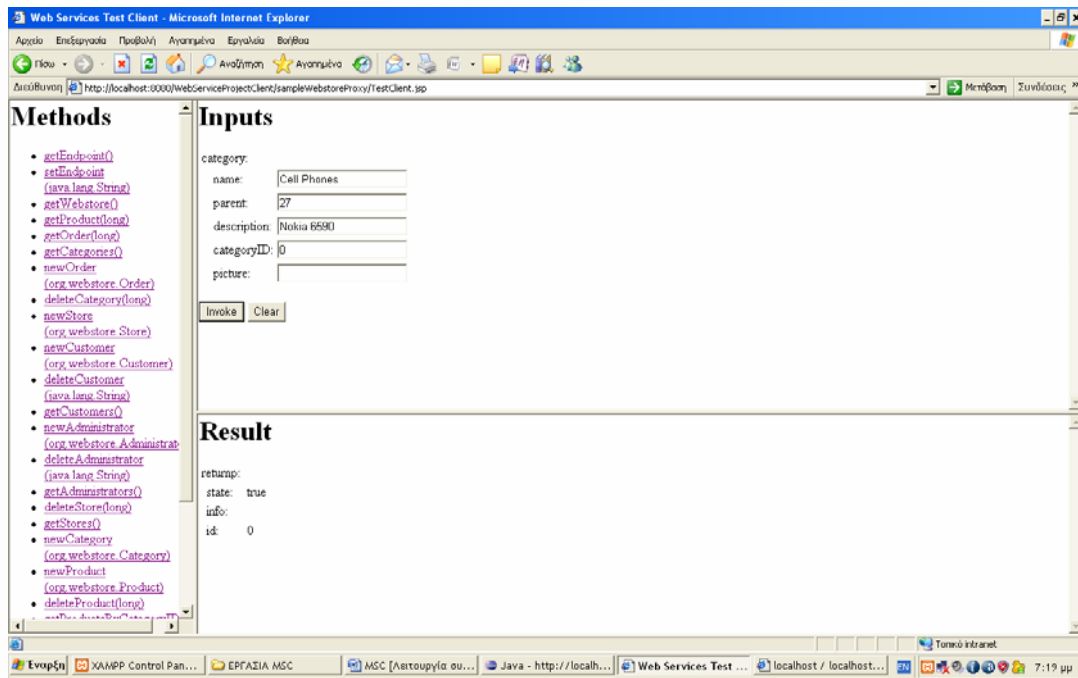 Web Services Test Client - Microsoft Internet Explorer
Αρχείο Επεξεργασία Προβολή Αγαπημένα Εργαλεία Βοήθεια
Πίσω Αναζήτηση Αγαπημένα
Διεύθυνση http://localhost:8080/WebServiceProjectClient/sampleWebstoreProxy/TestClient.jsp Μετάβαση Συνδέσεις »
Methods
getEndpoint()
setEndpoint
(java.lang.String)
getWebstore()
getProduct(long)
getOrder(long)
getCategories()
newOrder
(org.webstore.Order)
deleteCategory(long)
newStore
(org.webstore.Store)
newCustomer
(org.webstore.Customer)
deleteCustomer
(java.lang.String)
getCustomers()
newAdministrator
(org.webstore.Administrat
deleteAdministrator
(java.lang.String)
getAdministrators()
deleteStore(long)
getStores()
newCategory
(org.webstore.Category)
newProduct
(org.webstore.Product)
deleteProduct(long)
Inputs
category:
name: Cell Phones
parent: 27
description: Nokia 6590
categoryID: 0
picture:
Invoke Clear
Result
returnp:
state: true
info:
id: 0
Τοπικό intranet
Έναρξη XAMPP Control Pan... ΕΡΓΑΣΙΑ MSC MSC [Λειτουργία συ... Java - http://localh... Web Services Test ... localhost / localhost... EN 7:19 μμ